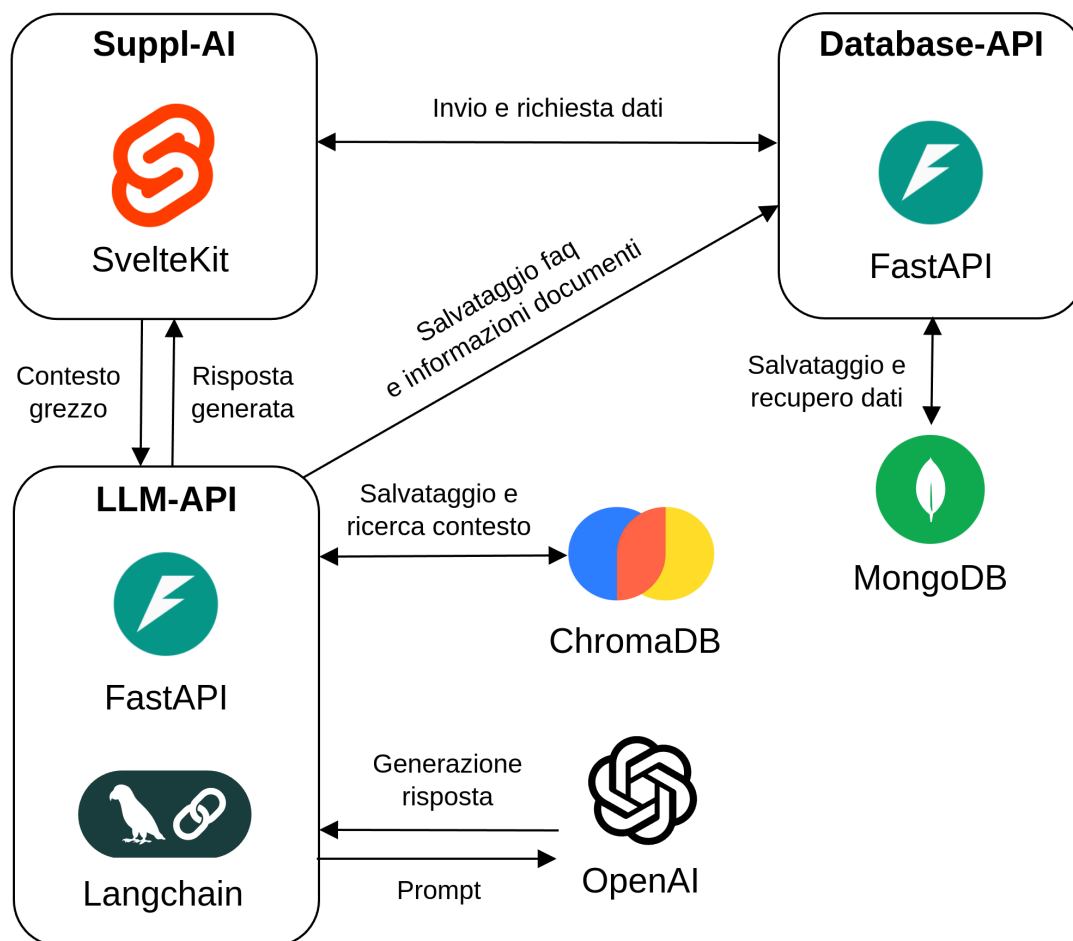 Suppl-AI
SvelteKit
Invio e richiesta dati
Database-API
FastAPI
Salvataggio faq
e informazioni documenti
Contesto
grezzo
Risposta
generata
Salvataggio e
recupero dati
MongoDB
LLM-API
FastAPI
Langchain
Salvataggio e
ricerca contesto
ChromaDB
Generazione
risposta
Prompt
OpenAI